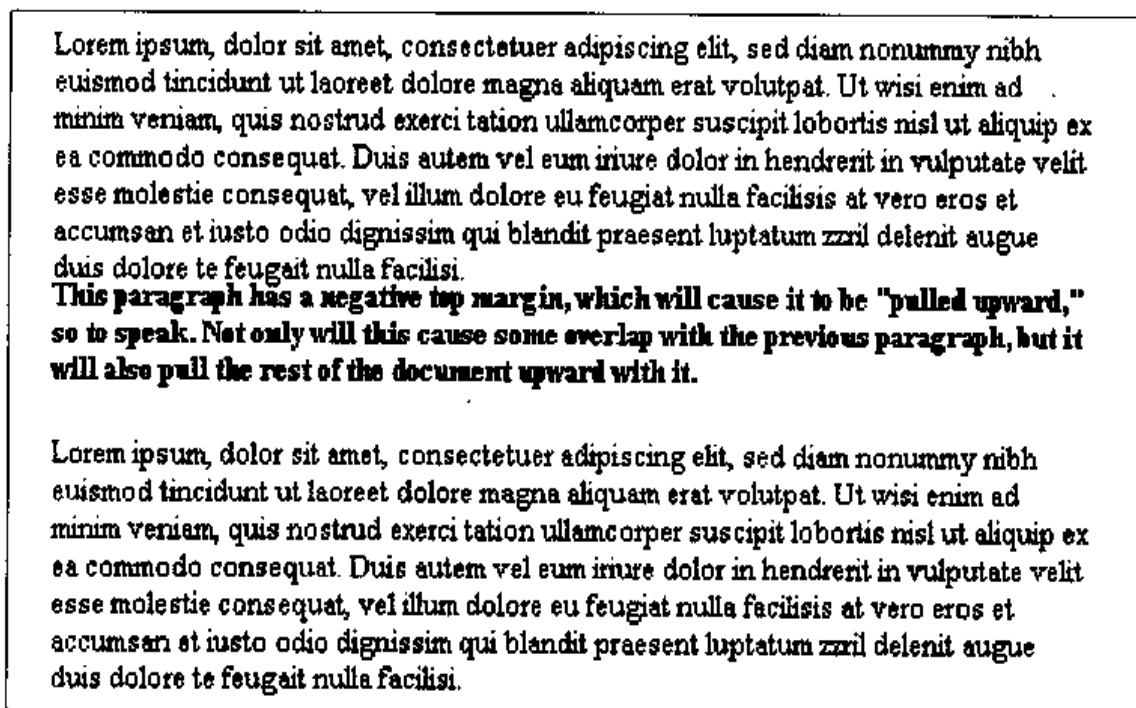 Lorem ipsum, dolor sit amet, consectetuer adipiscing elit, sed diam nonummy nibh
euismod tincidunt ut laoreet dolore magna aliquam erat volutpat. Ut wisi enim ad
minim veniam, quis nostrud exerci tation ullamcorper suscipit lobortis nisl ut aliquip ex
ea commodo consequat. Duis autem vel eum iriure dolor in hendrerit in vulputate velit
esse molestie consequat, vel illum dolore eu feugiat nulla facilisis at vero eros et
accumsan et iusto odio dignissim qui blandit praesent luptatum zzril delenit augue
duis dolore te feugait nulla facilisi.
This paragraph has a negative top margin, which will cause it to be "pulled upward,"
so to speak. Not only will this cause some overlap with the previous paragraph, but it
will also pull the rest of the document upward with it.
Lorem ipsum, dolor sit amet, consectetuer adipiscing elit, sed diam nonummy nibh
euismod tincidunt ut laoreet dolore magna aliquam erat volutpat. Ut wisi enim ad
minim veniam, quis nostrud exerci tation ullamcorper suscipit lobortis nisl ut aliquip ex
ea commodo consequat. Duis autem vel eum iriure dolor in hendrerit in vulputate velit
esse molestie consequat, vel illum dolore eu feugiat nulla facilisis at vero eros et
accumsan et iusto odio dignissim qui blandit praesent luptatum zzril delenit augue
duis dolore te feugait nulla facilisi.